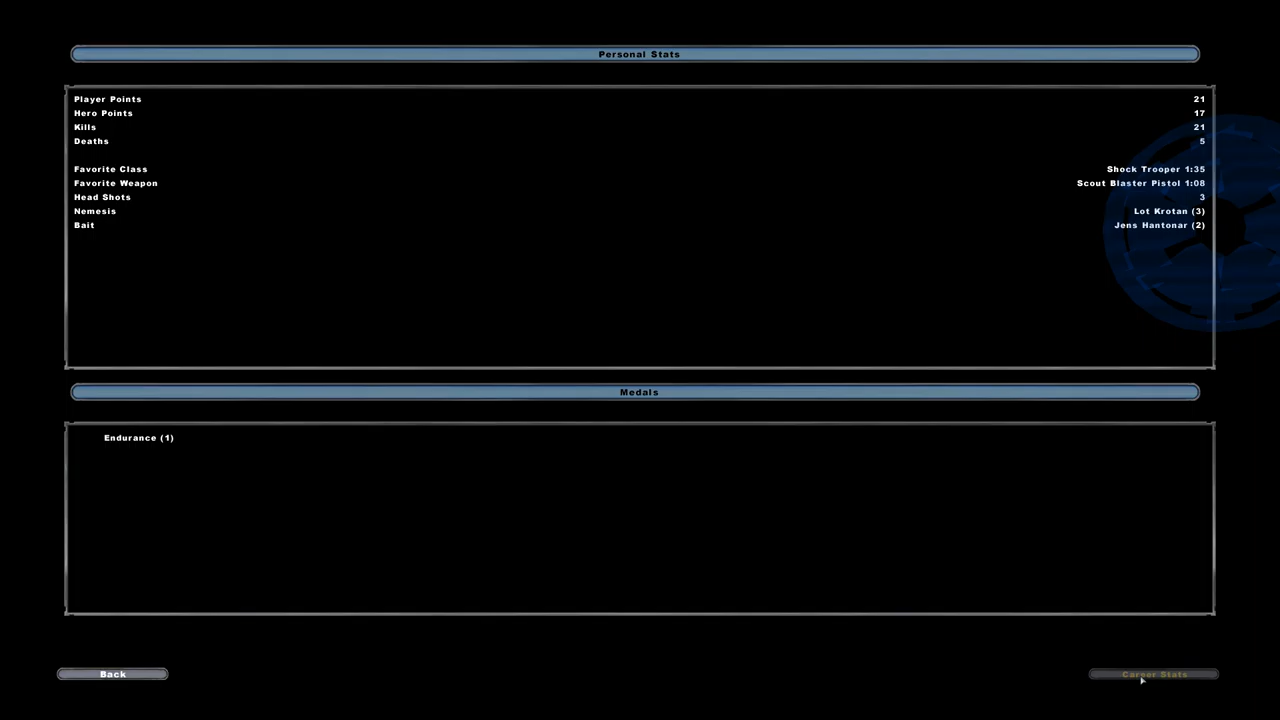 Personal Stats
Player Points 21
Hero Points 17
Kills 21
Deaths 5
Favorite Class Shock Trooper 1:35
Favorite Weapon Scout Blaster Pistol 1:08
Head Shots 3
Nemesis Lot Krotan (3)
Bait Jens Hantonar (2)
Medals
Endurance (1)
Back Career Stats